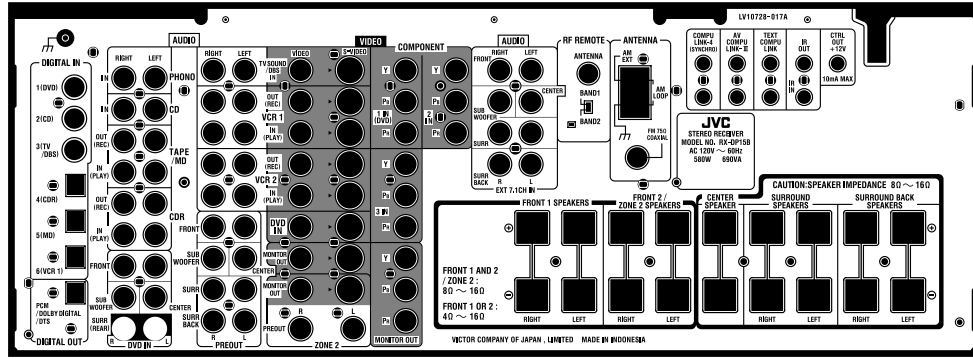 LV10728-017A
DIGITAL IN
1(DVD)
2(CD)
3(TV
/DBS)
4(CDR)
5(MD)
6(VCR 1)
PCM
/DOLBY DIGITAL
/DTS
DIGITAL OUT
AUDIO
RIGHT LEFT
IN
PHONO
IN
CD
OUT
(REC)
TAPE
/MD
IN
(PLAY)
OUT
(REC)
CDR
IN
(PLAY)
FRONT
SUB
WOOFER
CENTER
SURR
(REAR)
R L
DVD IN
RIGHT LEFT
VIDEO
VIDEO
S-VIDEO
TV SOUND
/DBS
IN
OUT
(REC)
VCR 1
IN
(PLAY)
OUT
(REC)
VCR 2
IN
(PLAY)
DVD
IN
FRONT
SUB
WOOFER
CENTER
SURR
SURR
BACK
R L
PREOUT
MONITOR
OUT
MONITOR
OUT
R L
PREOUT
ZONE 2
COMPONENT
Y
PB
PR
1 IN
(DVD)
2
IN
Y
PB
PR
3 IN
Y
PB
PR
MONITOR OUT
AUDIO
RIGHT LEFT
FRONT
CENTER
SUB
WOOFER
SURR
SURR
BACK
R L
EXT 7.1CH IN
RF REMOTE
ANTENNA
BAND1
BAND2
ANTENNA
AM
EXT
AM
LOOP
FM 75Ω
COAXIAL
COMPU
LINK-4
(SYNCHRO)
AV
COMPU
LINK-III
TEXT
COMPU
LINK
IR
OUT
IR
IN
CTRL
OUT
+12V
10mA MAX
JVC
STEREO RECEIVER
MODEL NO. RX-DP15B
AC 120V ～ 60Hz
580W 690VA
CAUTION:SPEAKER IMPEDANCE 8Ω ～ 16Ω
FRONT 1 SPEAKERS
FRONT 2 /
ZONE 2 SPEAKERS
CENTER
SPEAKER
SURROUND
SPEAKERS
SURROUND BACK
SPEAKERS
+
−
FRONT 1 AND 2
/ ZONE 2 :
8Ω ～ 16Ω
FRONT 1 OR 2 :
4Ω ～ 16Ω
RIGHT LEFT
RIGHT LEFT
RIGHT LEFT
RIGHT LEFT
VICTOR COMPANY OF JAPAN , LIMITED MADE IN INDONESIA